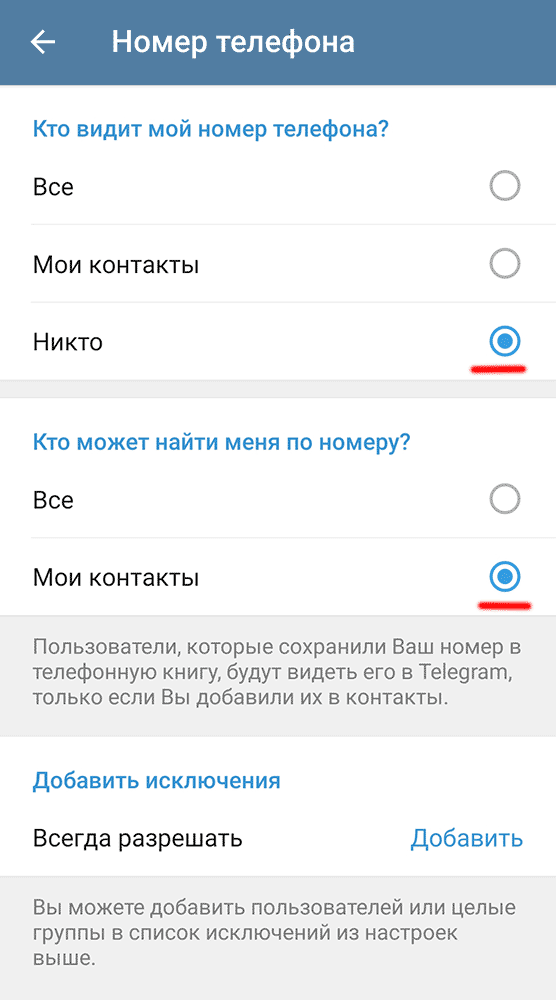 Номер телефона
Кто видит мой номер телефона?
Все
Мои контакты
Никто
Кто может найти меня по номеру?
Все
Мои контакты
Пользователи, которые сохранили Ваш номер в
телефонную книгу, будут видеть его в Telegram,
только если Вы добавили их в контакты.
Добавить исключения
Всегда разрешать Добавить
Вы можете добавить пользователей или целые
группы в список исключений из настроек
выше.